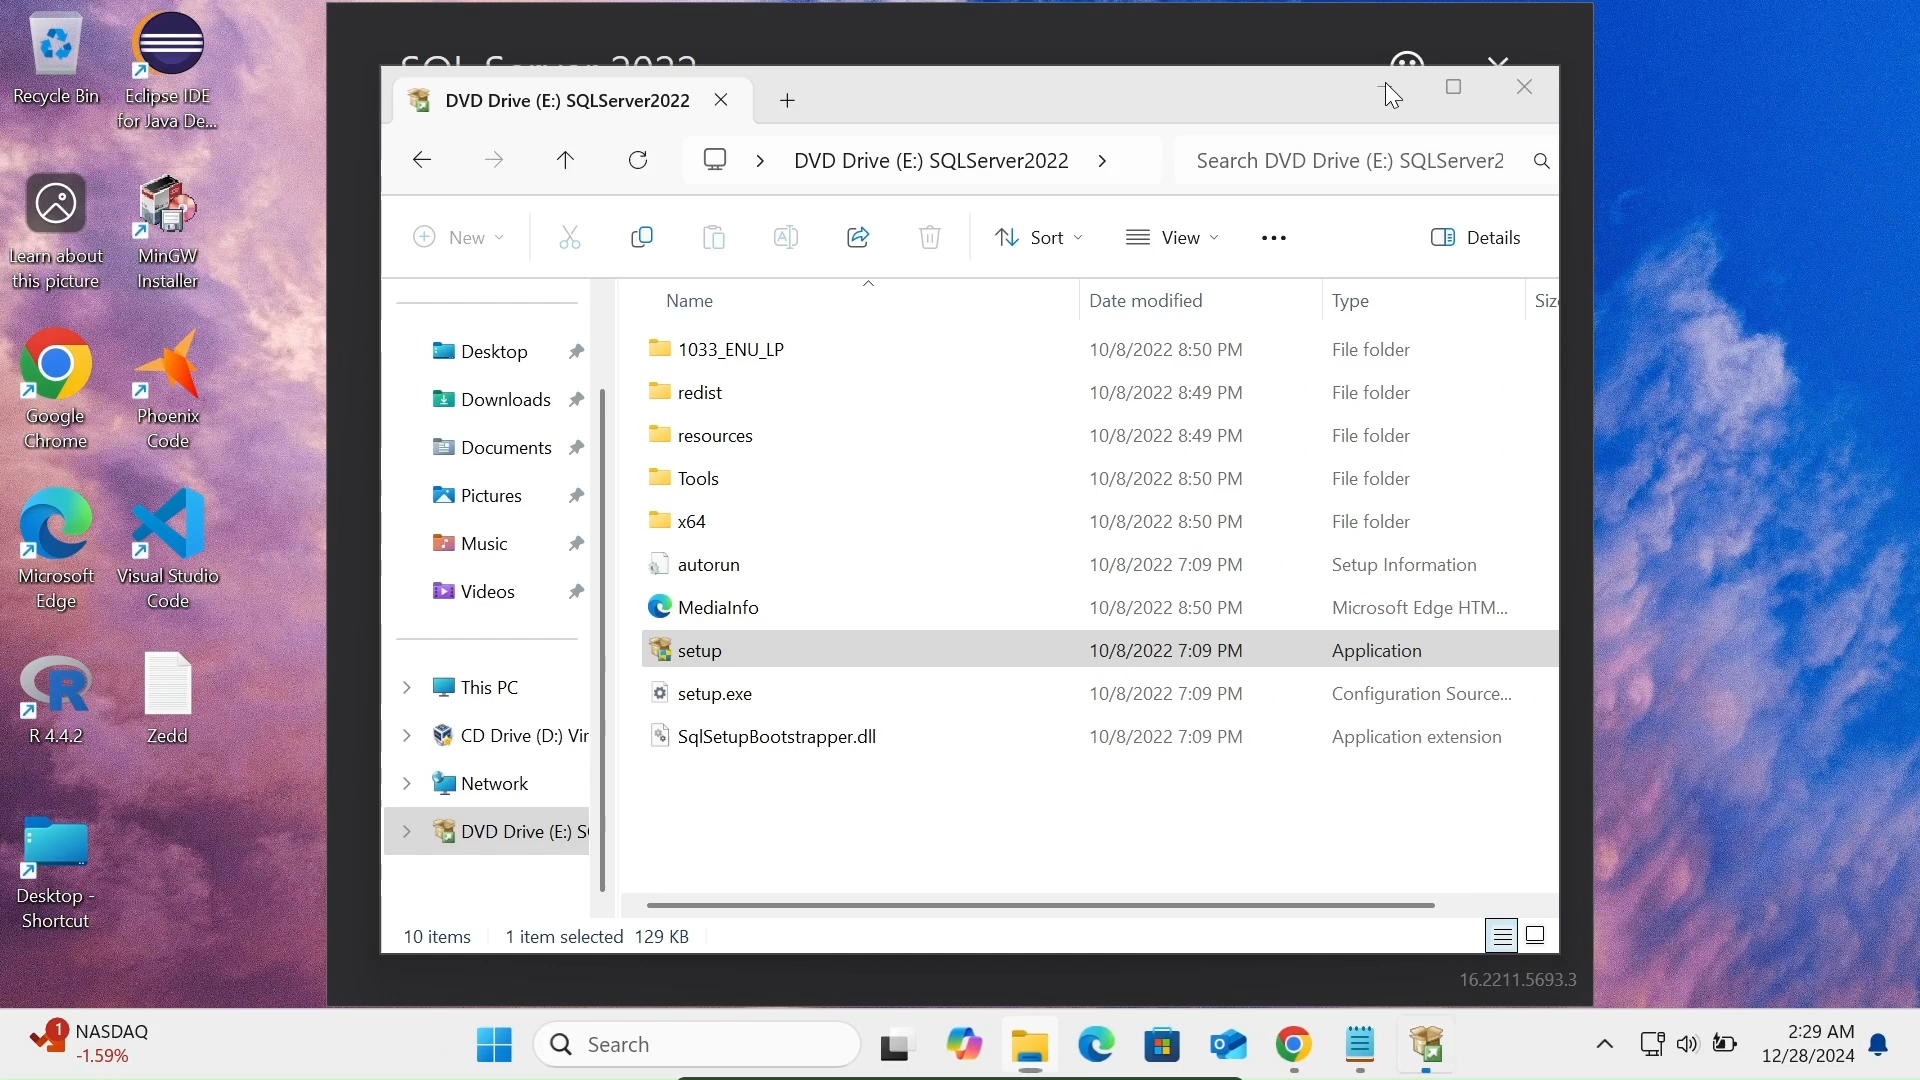 Recycle Bin
Eclipse IDE
for Java De...
Learn about
this picture
MinGW
Installer
Google
Chrome
Phoenix
Code
Microsoft
Edge
Visual Studio
Code
R 4.4.2
Zedd
Desktop -
Shortcut
SQL Server 2022
DVD Drive (E:) SQLServer2022
DVD Drive (E:) SQLServer2022
Search DVD Drive (E:) SQLServer2
New
Sort
View
Details
Name Date modified Type Siz
Desktop
Downloads
Documents
Pictures
Music
Videos
This PC
CD Drive (D:) Vir
Network
DVD Drive (E:) S
1033_ENU_LP 10/8/2022 8:50 PM File folder
redist 10/8/2022 8:49 PM File folder
resources 10/8/2022 8:49 PM File folder
Tools 10/8/2022 8:50 PM File folder
x64 10/8/2022 8:50 PM File folder
autorun 10/8/2022 7:09 PM Setup Information
MediaInfo 10/8/2022 8:50 PM Microsoft Edge HTM...
setup 10/8/2022 7:09 PM Application
setup.exe 10/8/2022 7:09 PM Configuration Source...
SqlSetupBootstrapper.dll 10/8/2022 7:09 PM Application extension
10 items 1 item selected 129 KB
16.2211.5693.3
1
NASDAQ
-1.59%
Search
2:29 AM
12/28/2024